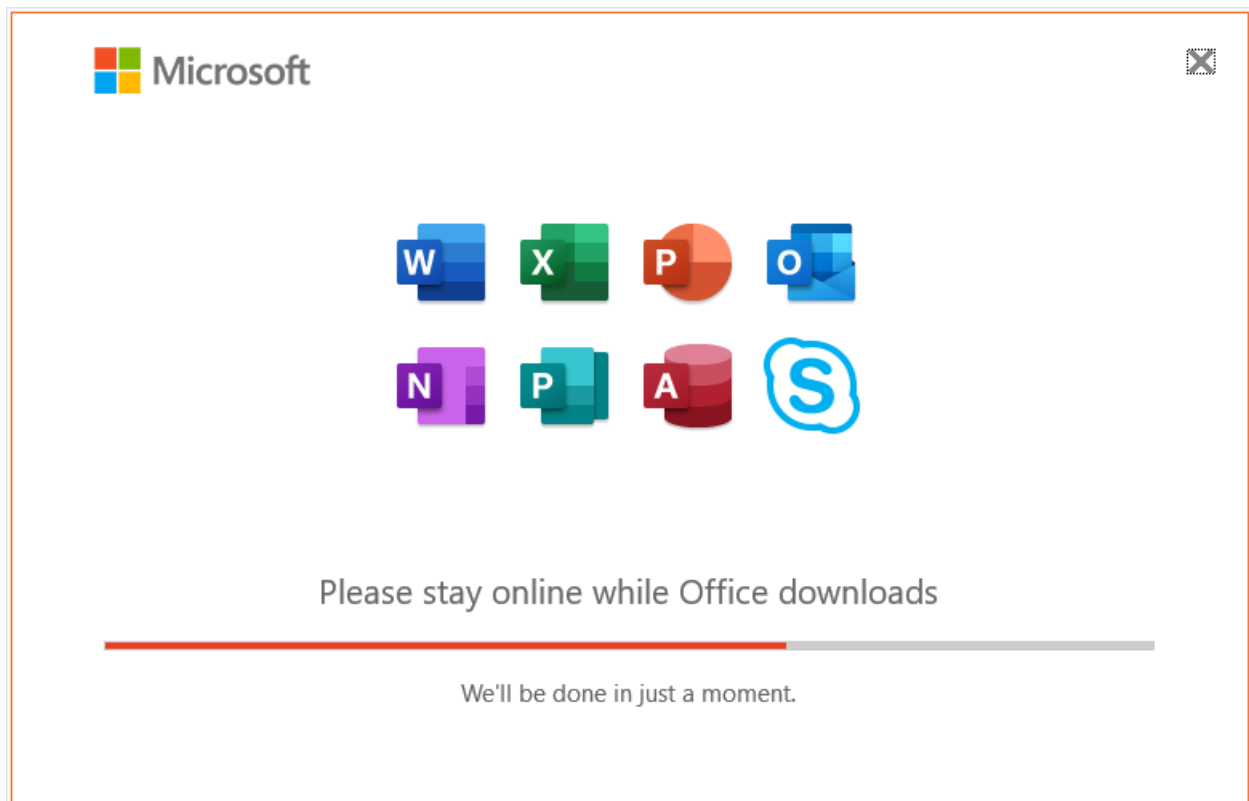 Microsoft
W X P O
N P A S
Please stay online while Office downloads
We'll be done in just a moment.